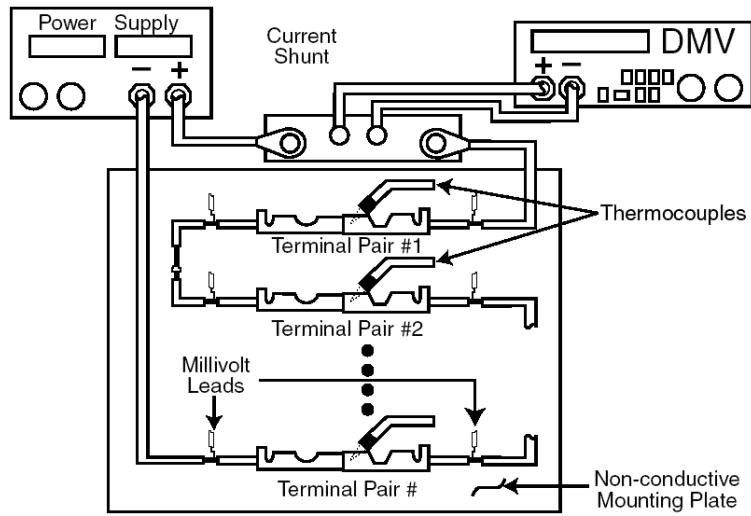 Power Supply
− +
Current
Shunt
DMV
+ −
Thermocouples
Terminal Pair #1
Terminal Pair #2
Millivolt
Leads
Terminal Pair #
Non-conductive
Mounting Plate